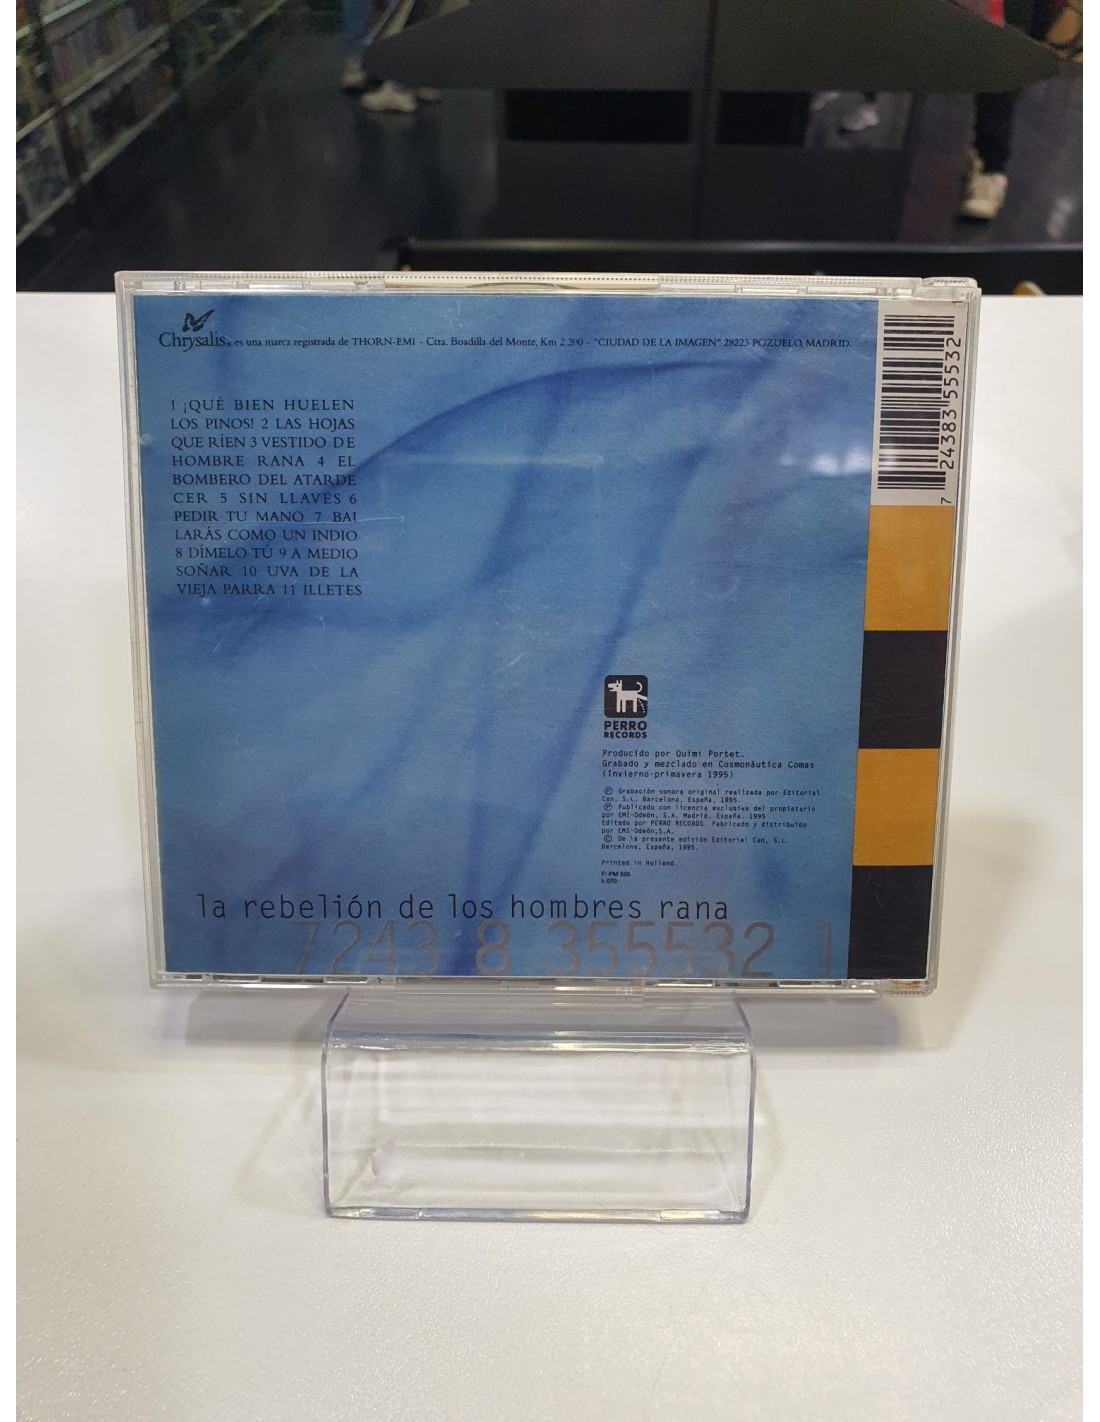 Chrysalis® es una marca registrada de THORN-EMI - Ctra. Boadilla del Monte, Km 2.200 - "CIUDAD DE LA IMAGEN" 28223 POZUELO, MADRID.
1 ¡QUÉ BIEN HUELEN
LOS PINOS! 2 LAS HOJAS
QUE RÍEN 3 VESTIDO DE
HOMBRE RANA 4 EL
BOMBERO DEL ATARDE
CER 5 SIN LLAVES 6
PEDIR TU MANO 7 BAI
LARÁS COMO UN INDIO
8 DÍMELO TÚ 9 A MEDIO
SOÑAR 10 UVA DE LA
VIEJA PARRA 11 ILLETES
7 24383 55532
PERRO
RECORDS
Producido por Quimi Portet.
Grabado y mezclado en Cosmonàutica Comas
(Invierno-primavera 1995)
℗ Grabación sonora original realizada por Editorial
Can, S.L. Barcelona, España, 1995.
℗ Publicado con licencia exclusiva del propietario
por EMI-Odeón, S.A. Madrid, España. 1995
Editado por PERRO RECORDS. Fabricado y distribuido
por EMI-Odeón,S.A.
© De la presente edición Editorial Can, S.L.
Barcelona, España, 1995.
Printed in Holland.
F: PM 520
la rebelión de los hombres rana
7243 8 355532 1